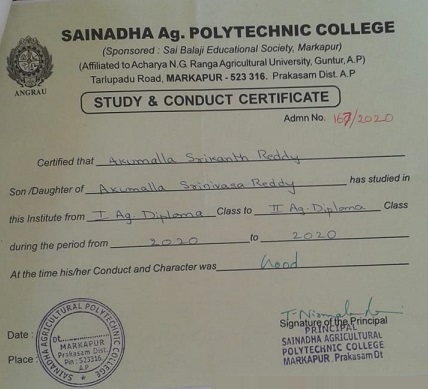 SAINADHA Ag. POLYTECHNIC COLLEGE
(Sponsored : Sai Balaji Educational Society, Markapur)
(Affiliated to Acharya N.G. Ranga Agricultural University, Guntur, A.P)
Tarlupadu Road, MARKAPUR - 523 316. Prakasam Dist. A.P
ANGRAU
STUDY & CONDUCT CERTIFICATE
Admn No. 167/2020
Certified that Akumalla Srikanth Reddy
Son /Daughter of Akumalla Srinivasa Reddy has studied in
this Institute from I Ag. Diploma Class to II Ag. Diploma Class
during the period from 2020 to 2020
At the time his/her Conduct and Character was Good
Signature of the Principal
PRINCIPAL
SAINADHA AGRICULTURAL
POLYTECHNIC COLLEGE
MARKAPUR. Prakasam Dt
Date :
Place :
SAINADHA AGRICULTURAL POLYTECHNIC COLLEGE
MARKAPUR
Prakasam Dist.
Pin : 523316
A.P